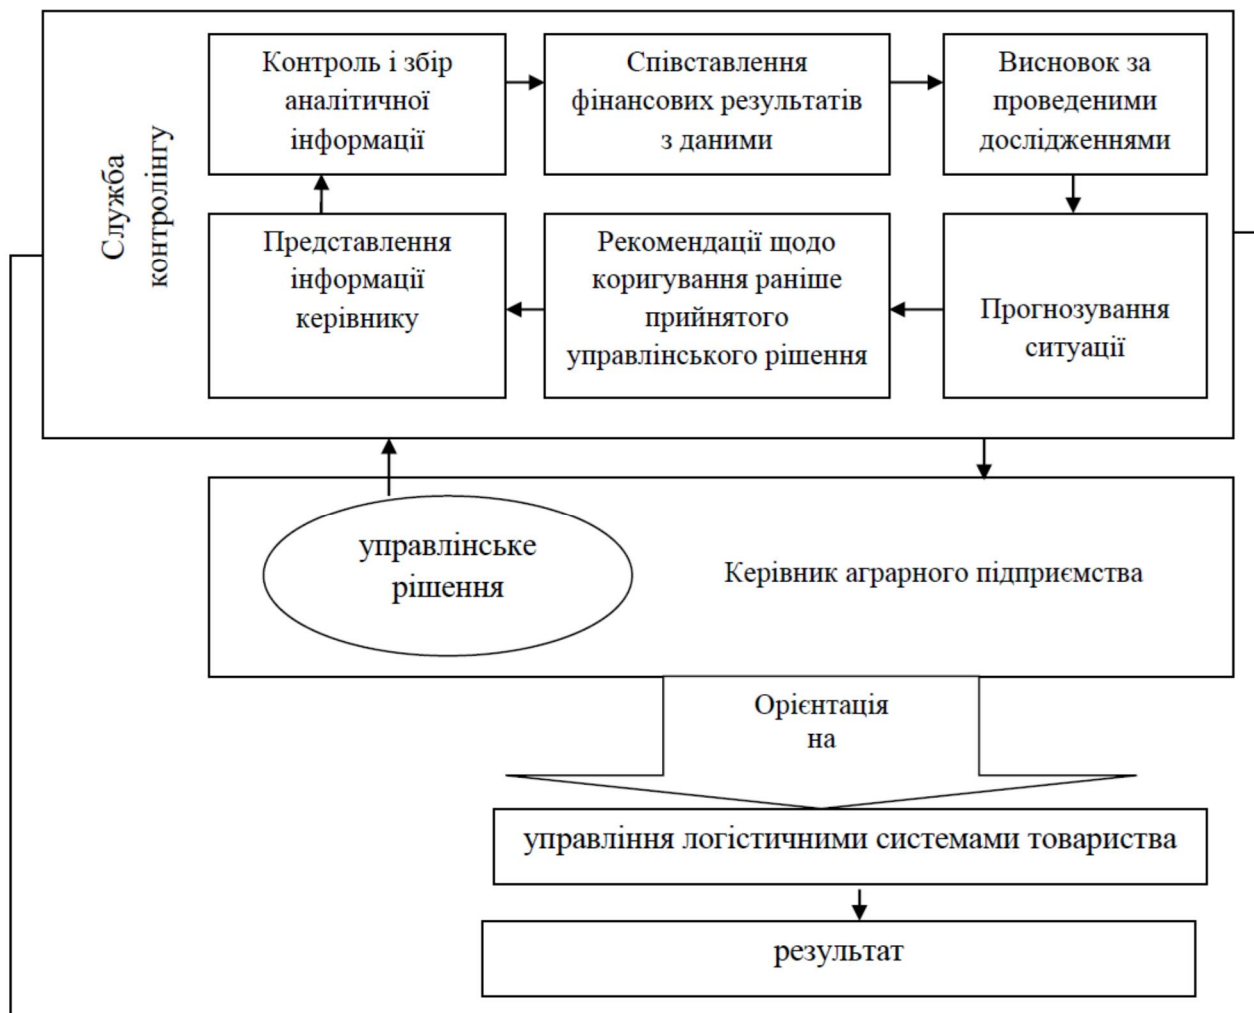 Служба
контролінгу
Контроль і збір
аналітичної
інформації
Співставлення
фінансових результатів
з даними
Висновок за
проведеними
дослідженнями
Представлення
інформації
керівнику
Рекомендації щодо
коригування раніше
прийнятого
управлінського рішення
Прогнозування
ситуації
управлінське
рішення
Керівник аграрного підприємства
Орієнтація
на
управління логістичними системами товариства
результат